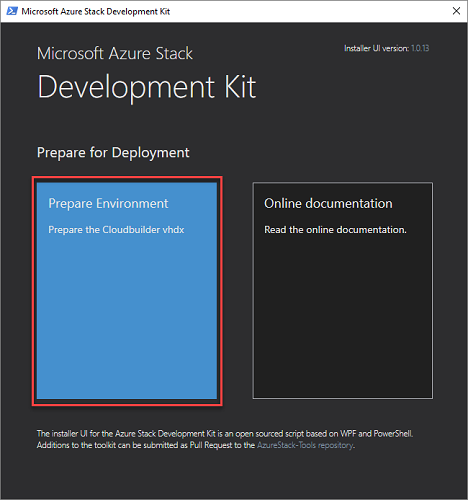 Microsoft Azure Stack Development Kit
Microsoft Azure Stack
Installer UI version: 1.0.13
Development Kit
Prepare for Deployment
Prepare Environment
Prepare the Cloudbuilder vhdx
Online documentation
Read the online documentation.
The installer UI for the Azure Stack Development Kit is an open sourced script based on WPF and PowerShell.
Additions to the toolkit can be submitted as Pull Request to the AzureStack-Tools repository.